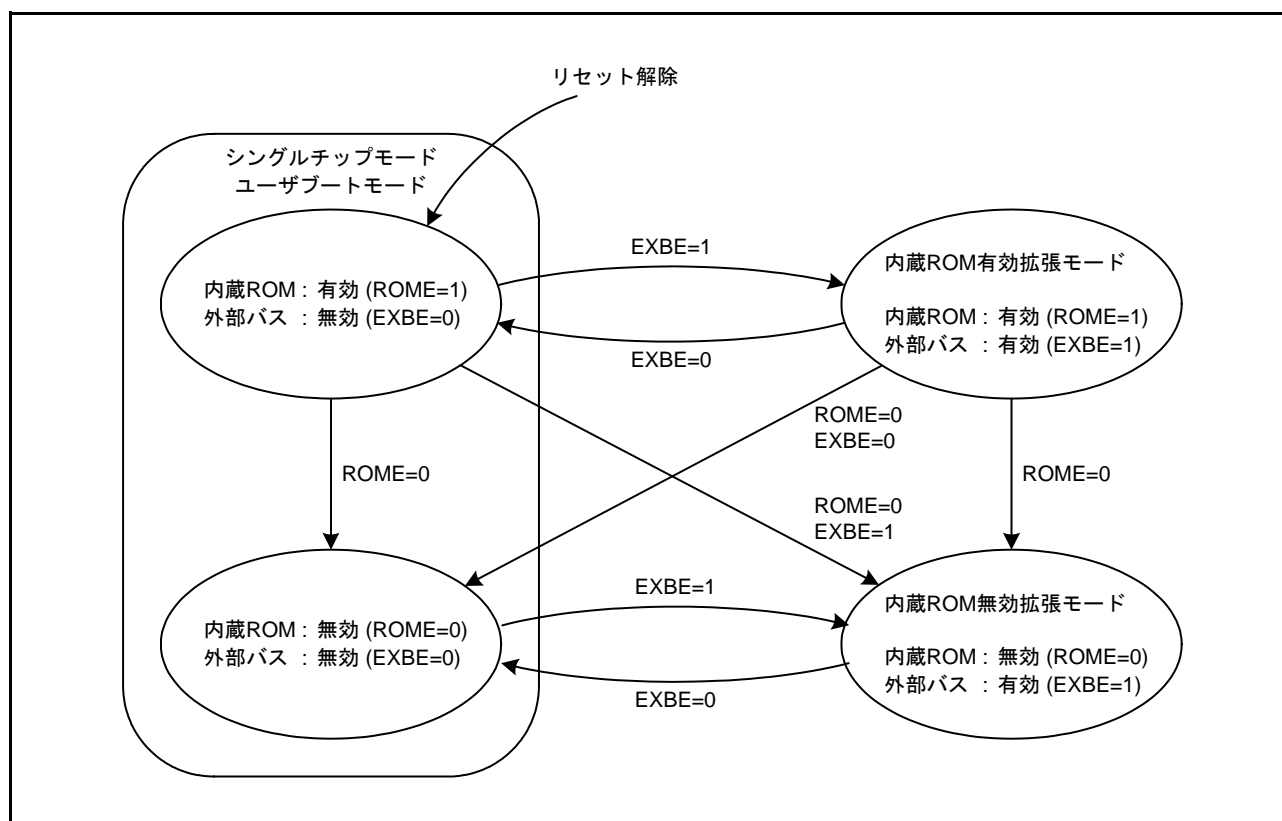 リセット解除
シングルチップモード
ユーザブートモード
内蔵ROM : 有効 (ROME=1)
外部バス : 無効 (EXBE=0)
EXBE=1
EXBE=0
内蔵ROM有効拡張モード
内蔵ROM : 有効 (ROME=1)
外部バス : 有効 (EXBE=1)
ROME=0
ROME=0
EXBE=0
ROME=0
EXBE=1
ROME=0
内蔵ROM : 無効 (ROME=0)
外部バス : 無効 (EXBE=0)
EXBE=1
EXBE=0
内蔵ROM無効拡張モード
内蔵ROM : 無効 (ROME=0)
外部バス : 有効 (EXBE=1)